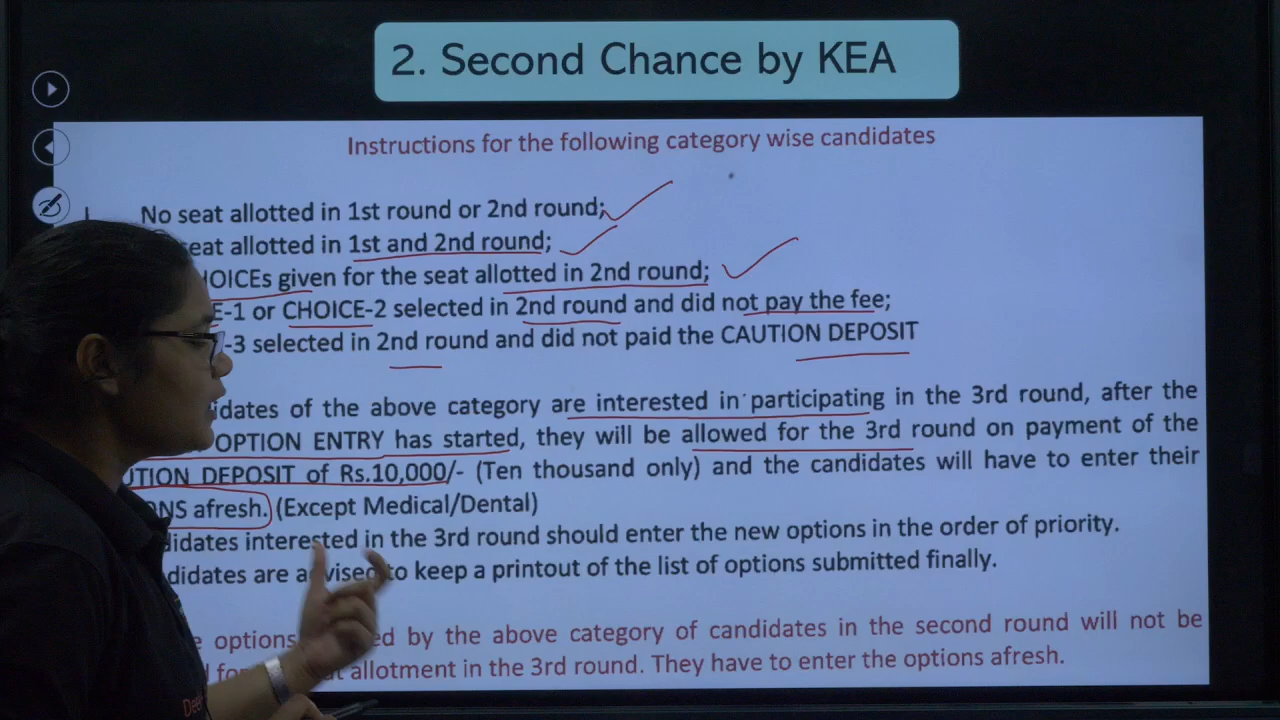 2. Second Chance by KEA
Instructions for the following category wise candidates
No seat allotted in 1st round or 2nd round;
seat allotted in 1st and 2nd round;
given for the seat allotted in 2nd round;
or CHOICE-2 selected in 2nd round and did not pay the fee;
selected in 2nd round and did not paid the CAUTION DEPOSIT
of the above category are interested in participating in the 3rd round, after the
OPTION ENTRY has started, they will be allowed for the 3rd round on payment of the
DEPOSIT of Rs.10,000/- (Ten thousand only) and the candidates will have to enter their
afresh. (Except Medical/Dental)
interested in the 3rd round should enter the new options in the order of priority.
are advised to keep a printout of the list of options submitted finally.
options by the above category of candidates in the second round will not be
allotment in the 3rd round. They have to enter the options afresh.